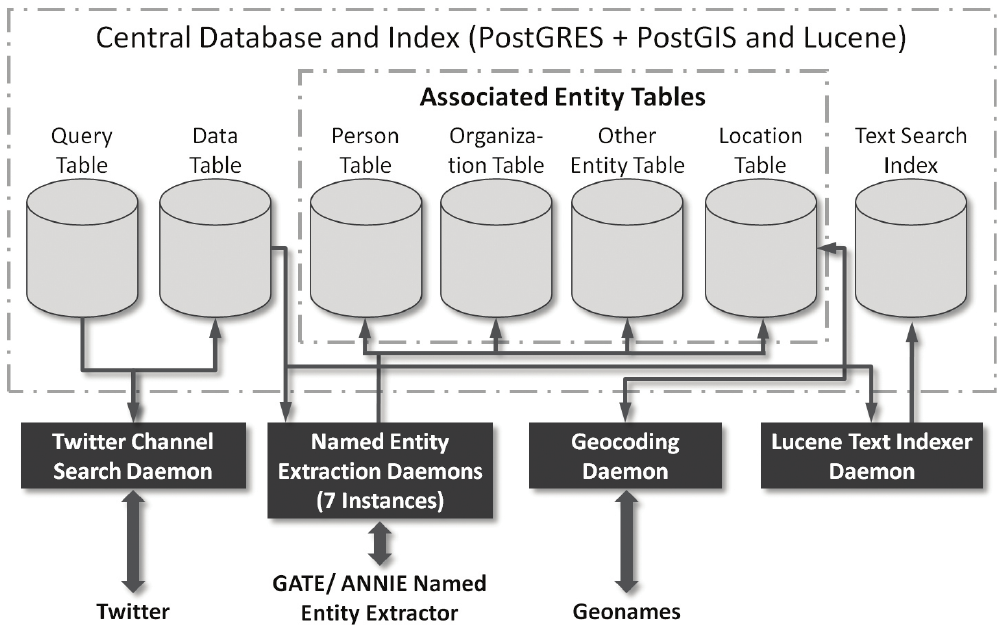 Central Database and Index (PostGRES + PostGIS and Lucene)
Associated Entity Tables
Query
Table
Data
Table
Person
Table
Organiza-
tion Table
Other
Entity Table
Location
Table
Text Search
Index
Twitter Channel
Search Daemon
Named Entity
Extraction Daemons
(7 Instances)
Geocoding
Daemon
Lucene Text Indexer
Daemon
Twitter
GATE/ ANNIE Named
Entity Extractor
Geonames